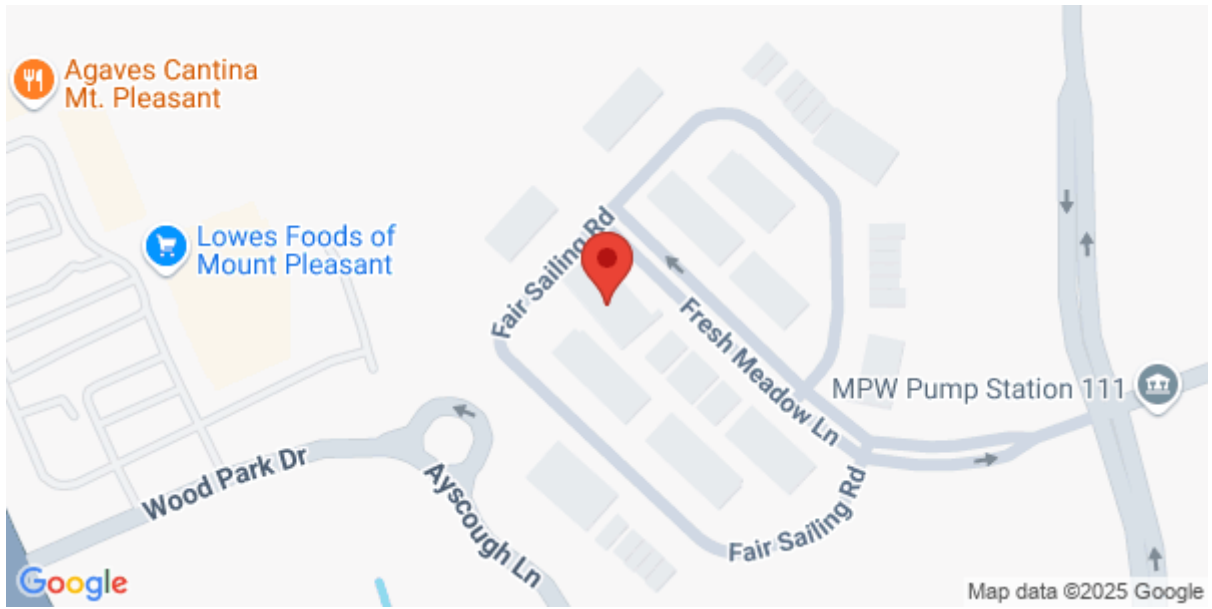 Agaves Cantina
Mt. Pleasant
Lowes Foods of
Mount Pleasant
Fair Sailing Rd
Fresh Meadow Ln
MPW Pump Station 111
Wood Park Dr
Ayscough Ln
Fair Sailing Rd
Google
Map data ©2025 Google